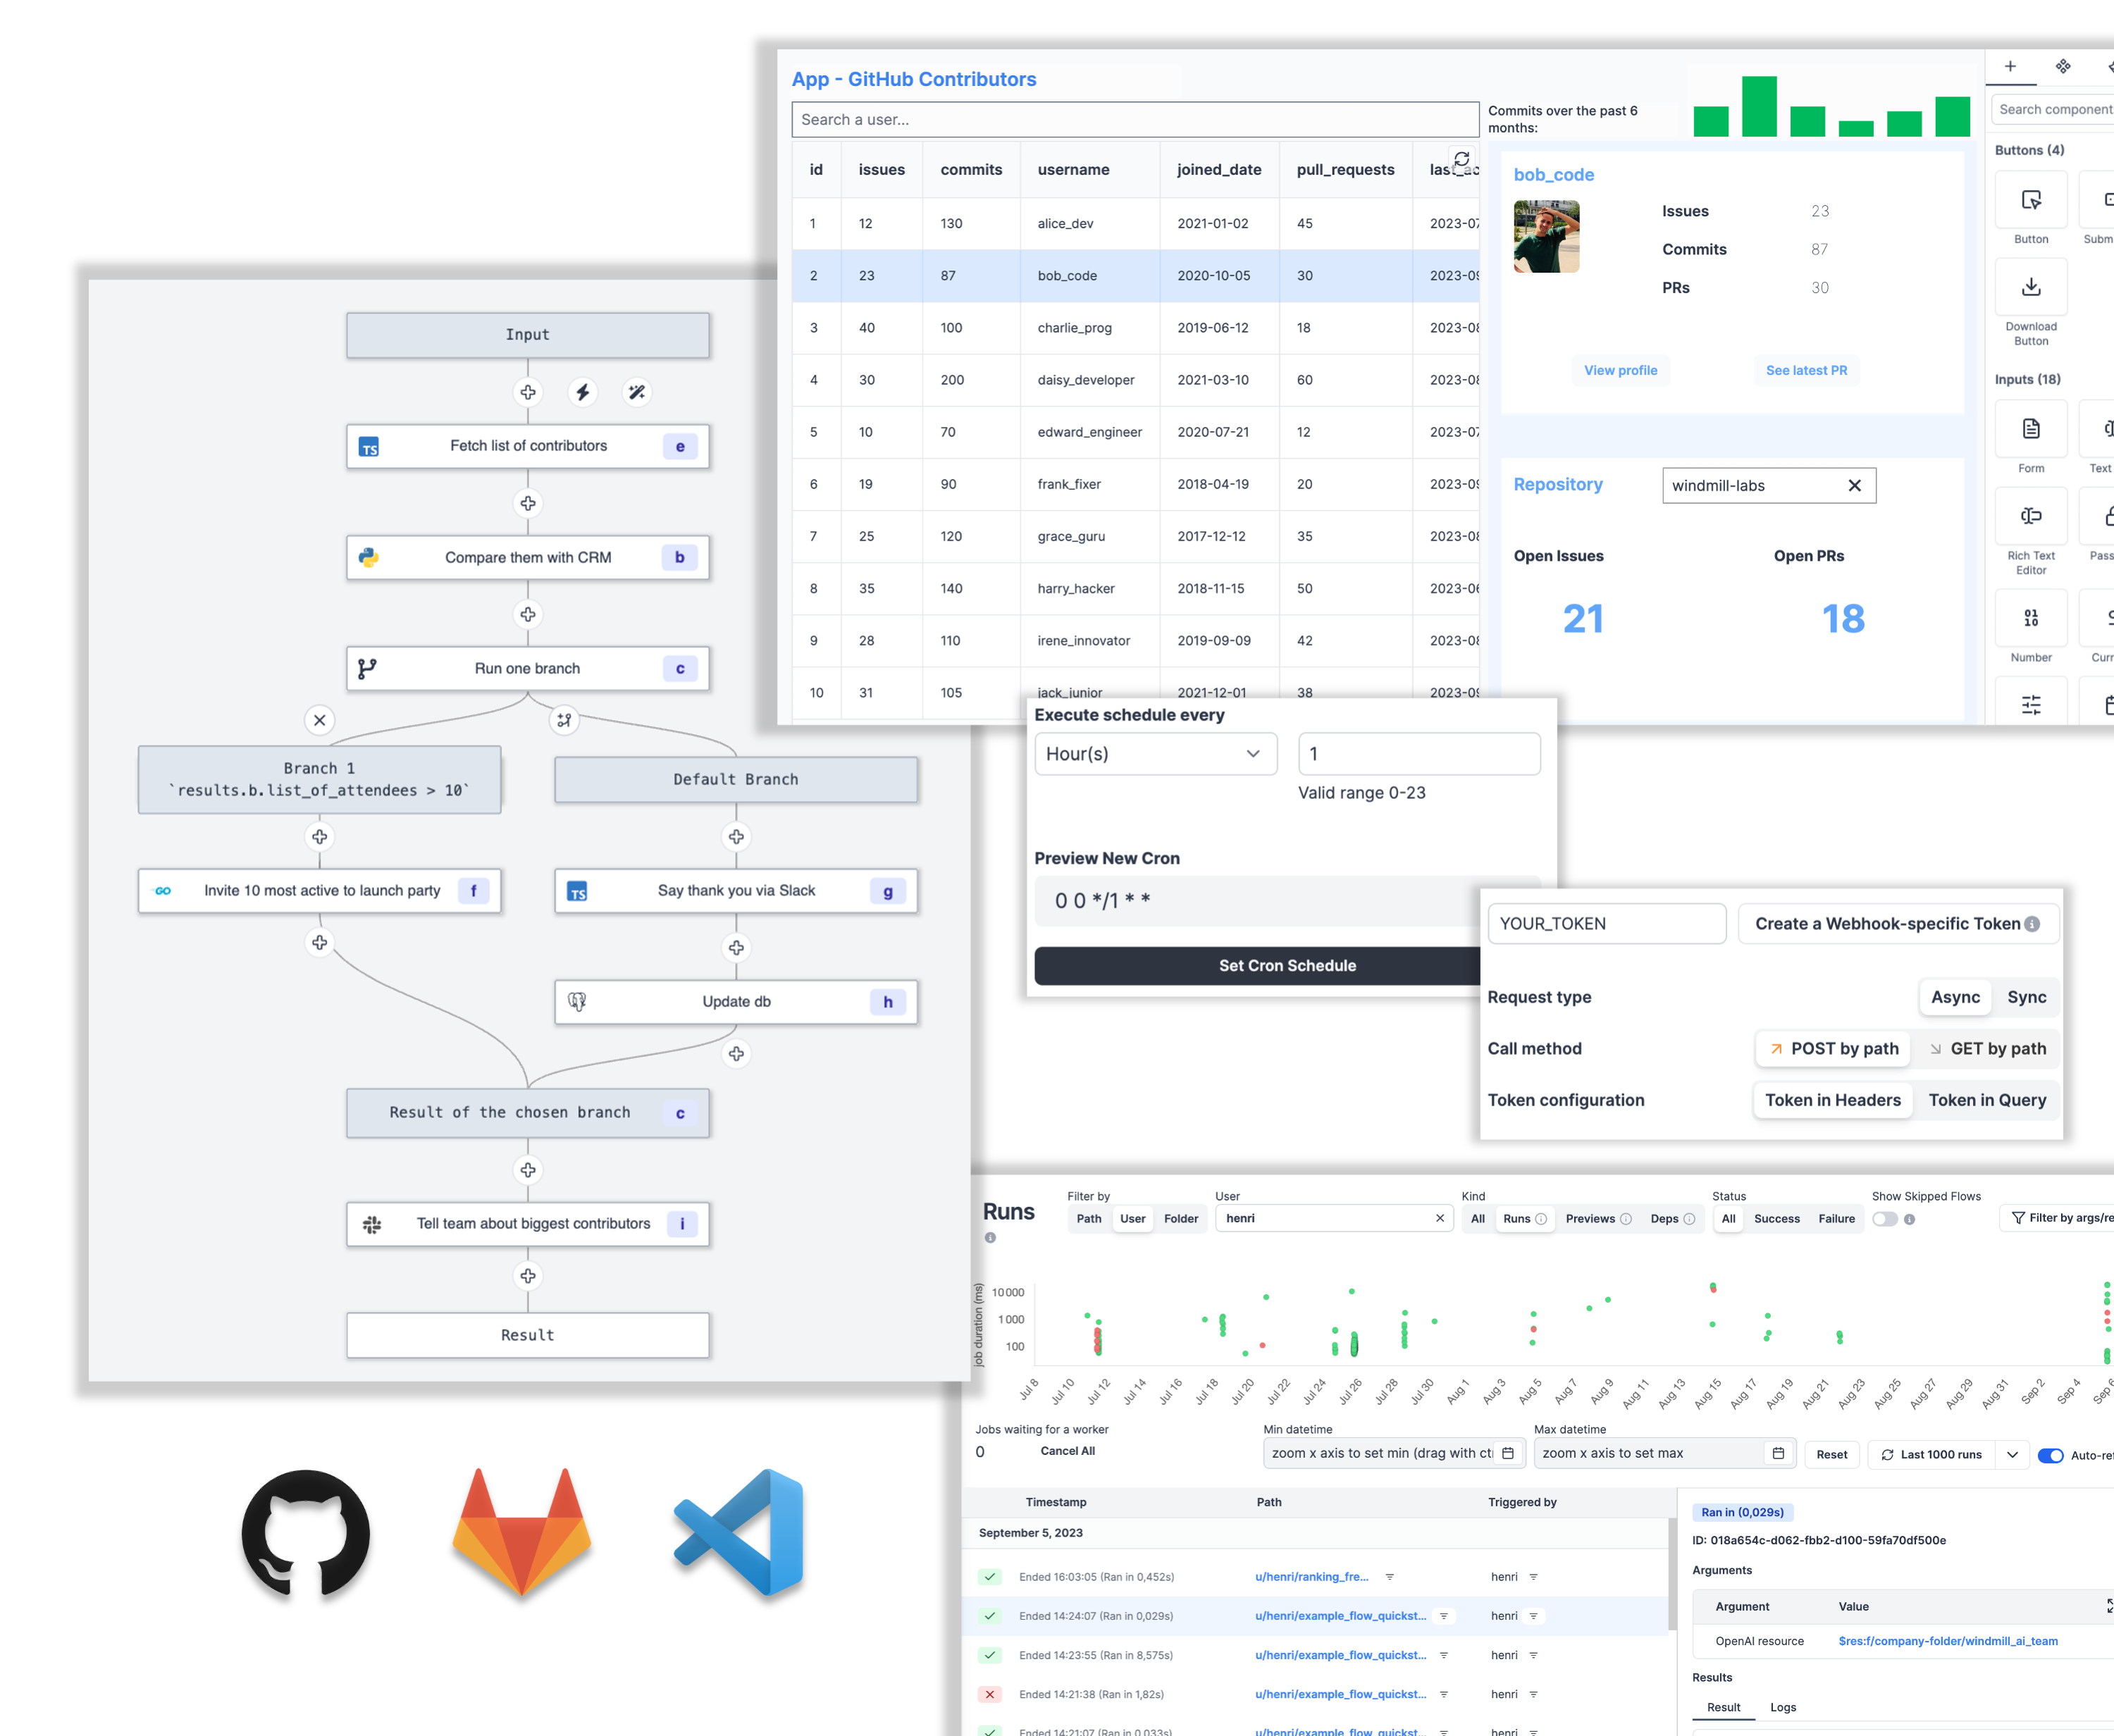 App - GitHub Contributors
Search a user...
Commits over the past 6
months:
id issues commits username joined_date pull_requests
1 12 130 alice_dev 2021-01-02 45 2023-07
2 23 87 bob_code 2020-10-05 30 2023-09
3 40 100 charlie_prog 2019-06-12 18 2023-08
4 30 200 daisy_developer 2021-03-10 60 2023-08
5 10 70 edward_engineer 2020-07-21 12 2023-07
6 19 90 frank_fixer 2018-04-19 20 2023-09
7 25 120 grace_guru 2017-12-12 35 2023-08
8 35 140 harry_hacker 2018-11-15 50 2023-06
9 28 110 irene_innovator 2019-09-09 42 2023-08
10 31 105 jack_junior 2021-12-01 38 2023-09
bob_code
Issues 23
Commits 87
PRs 30
View profile See latest PR
Repository windmill-labs
Open Issues Open PRs
21 18
Search component
Buttons (4)
Button Subm
Download
Button
Inputs (18)
Form Text
Rich Text
Editor
Pass
01
10
Number Curr
Input
TS Fetch list of contributors e
Compare them with CRM b
Run one branch c
Branch 1
`results.b.list_of_attendees > 10`
Default Branch
GO Invite 10 most active to launch party f
TS Say thank you via Slack g
Update db h
Result of the chosen branch c
Tell team about biggest contributors i
Result
Execute schedule every
Hour(s) 1
Valid range 0-23
Preview New Cron
0 0 */1 * *
Set Cron Schedule
YOUR_TOKEN Create a Webhook-specific Token
Request type Async Sync
Call method POST by path GET by path
Token configuration Token in Headers Token in Query
Runs
Filter by User Kind Status Show Skipped Flows
Path User Folder henri All Runs Previews Deps All Success Failure Filter by args/re
job duration (ms)
10 000
1 000
100
Jul 8 Jul 10 Jul 12 Jul 14 Jul 16 Jul 18 Jul 20 Jul 22 Jul 24 Jul 26 Jul 28 Jul 30 Aug 1 Aug 3 Aug 5 Aug 7 Aug 9 Aug 11 Aug 13 Aug 15 Aug 17 Aug 19 Aug 21 Aug 23 Aug 25 Aug 27 Aug 29 Aug 31 Sep 2 Sep 4 Sep 6
Jobs waiting for a worker Min datetime Max datetime
0 Cancel All zoom x axis to set min (drag with ctr zoom x axis to set max Reset Last 1000 runs Auto-ref
Timestamp Path Triggered by
September 5, 2023
Ended 16:03:05 (Ran in 0,452s) u/henri/ranking_fre... henri
Ended 14:24:07 (Ran in 0,029s) u/henri/example_flow_quickst... henri
Ended 14:23:55 (Ran in 8,575s) u/henri/example_flow_quickst... henri
Ended 14:21:38 (Ran in 1,82s) u/henri/example_flow_quickst... henri
Ended 14:21:07 (Ran in 0,033s) u/henri/example_flow_quickst... henri
Ran in (0,029s)
ID: 018a654c-d062-fbb2-d100-59fa70df500e
Arguments
Argument Value
OpenAI resource $res:f/company-folder/windmill_ai_team
Results
Result Logs